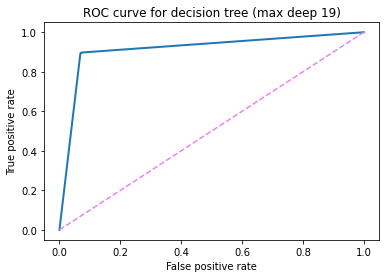 ROC curve for decision tree (max deep 19)
1.0
0.8
0.6
0.4
0.2
0.0
True positive rate
0.0 0.2 0.4 0.6 0.8 1.0
False positive rate